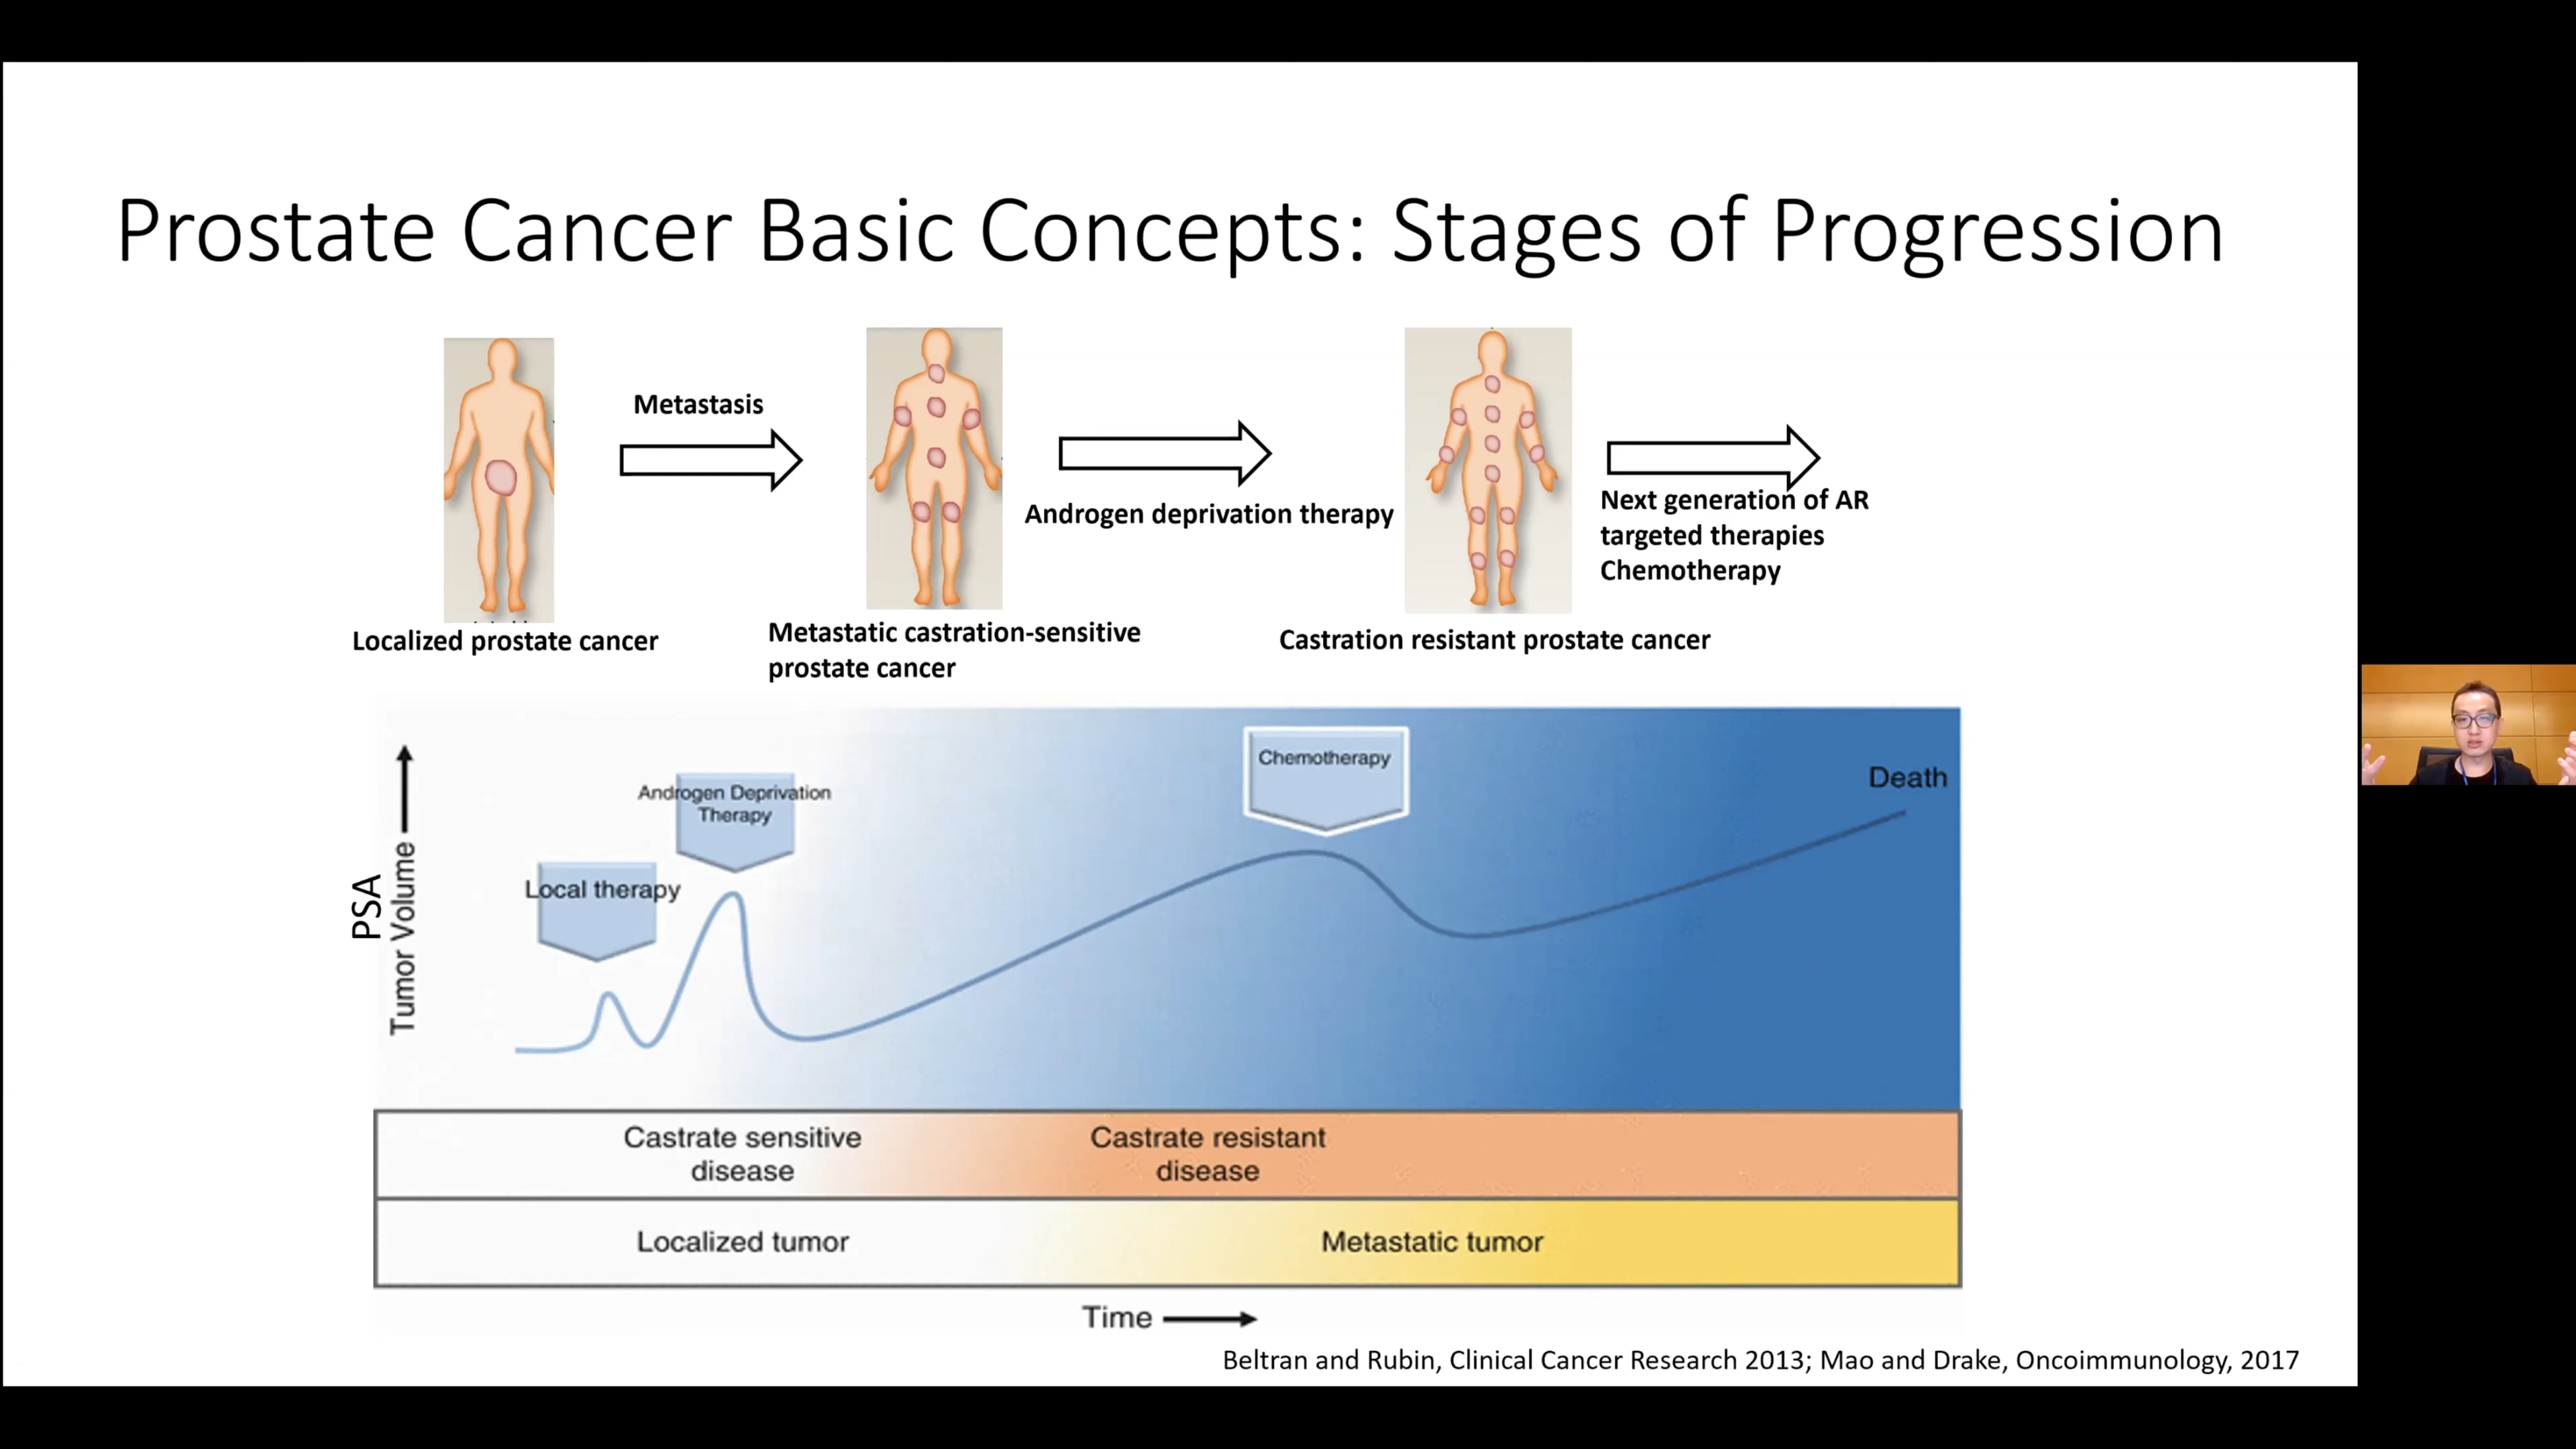 Prostate Cancer Basic Concepts: Stages of Progression
Metastasis
Androgen deprivation therapy
Next generation of AR
targeted therapies
Chemotherapy
Localized prostate cancer
Metastatic castration-sensitive
prostate cancer
Castration resistant prostate cancer
PSA
Tumor Volume
Local therapy
Androgen Deprivation
Therapy
Chemotherapy
Death
Castrate sensitive
disease
Castrate resistant
disease
Localized tumor
Metastatic tumor
Time
Beltran and Rubin, Clinical Cancer Research 2013; Mao and Drake, Oncoimmunology, 2017